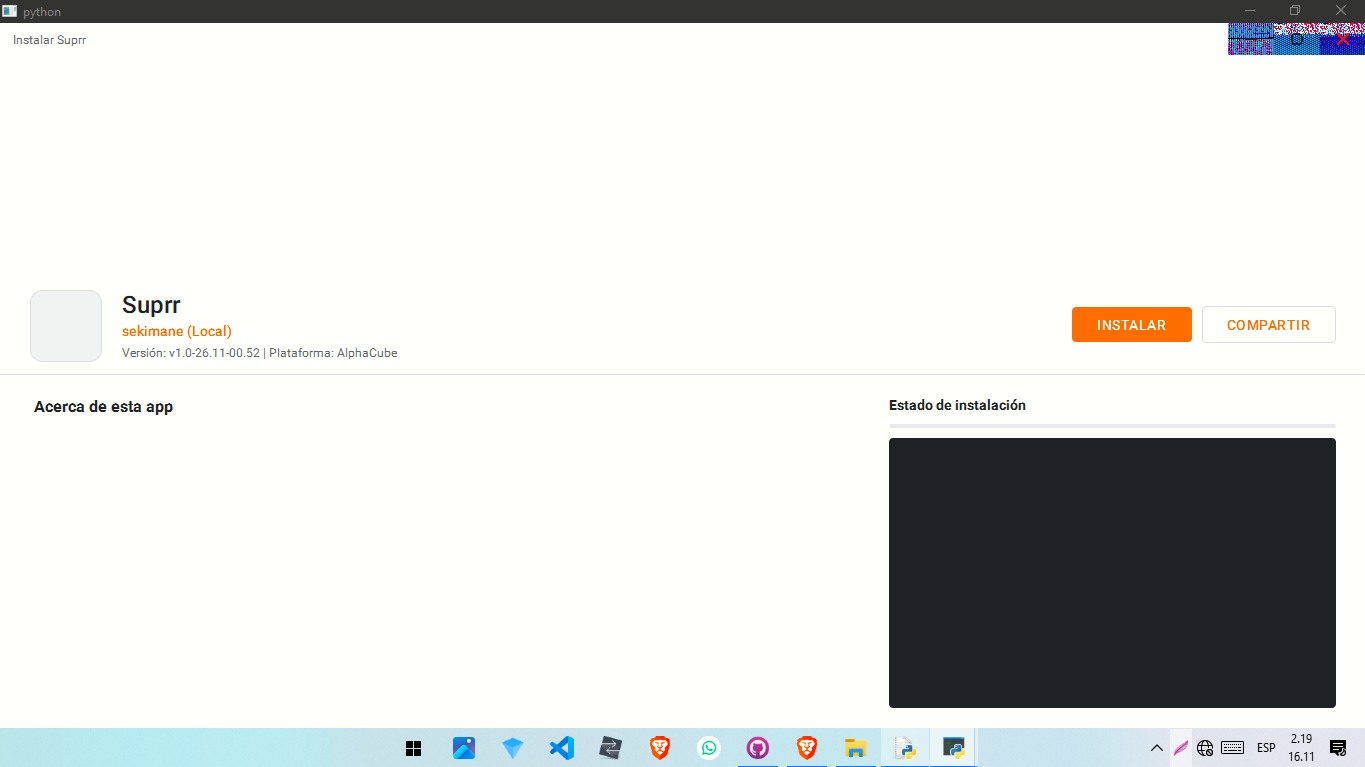 python
Instalar Suprr
Suprr
sekimane (Local)
Versión: v1.0-26.11-00.52 | Plataforma: AlphaCube
INSTALAR
COMPARTIR
Acerca de esta app
Estado de instalación
ESP
2.19
16.11